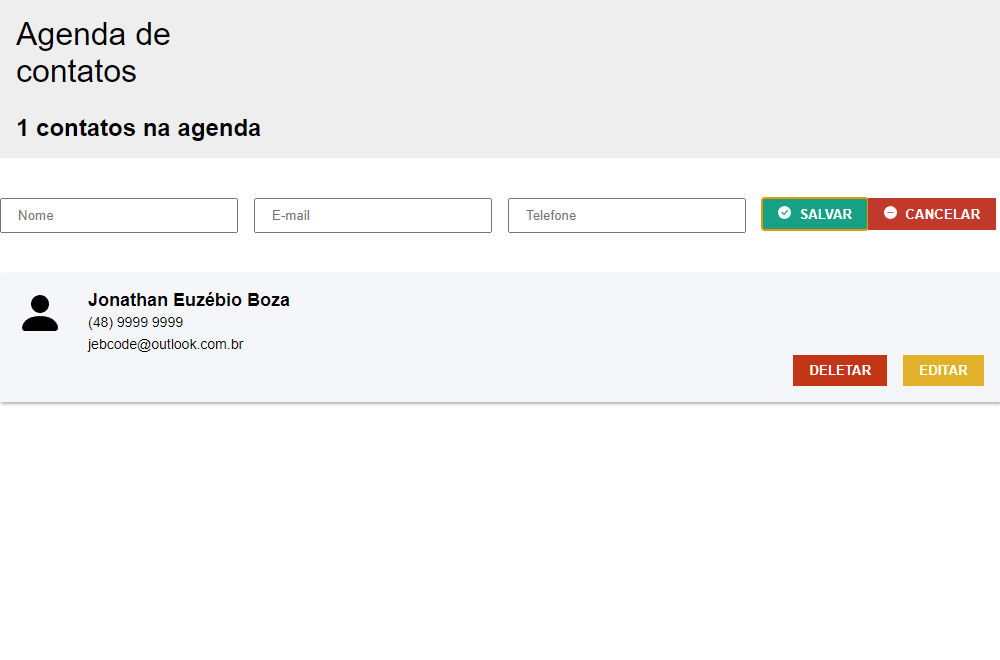 Agenda de
contatos
1 contatos na agenda
Nome E-mail Telefone SALVAR CANCELAR
Jonathan Euzébio Boza
(48) 9999 9999
jebcode@outlook.com.br
DELETAR EDITAR